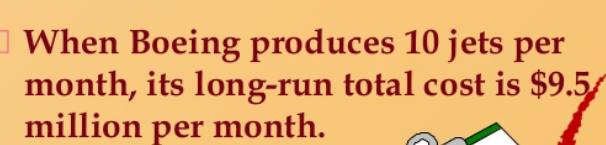 When Boeing produces 10 jets per
month, its long-run total cost is $9.5
million per month.